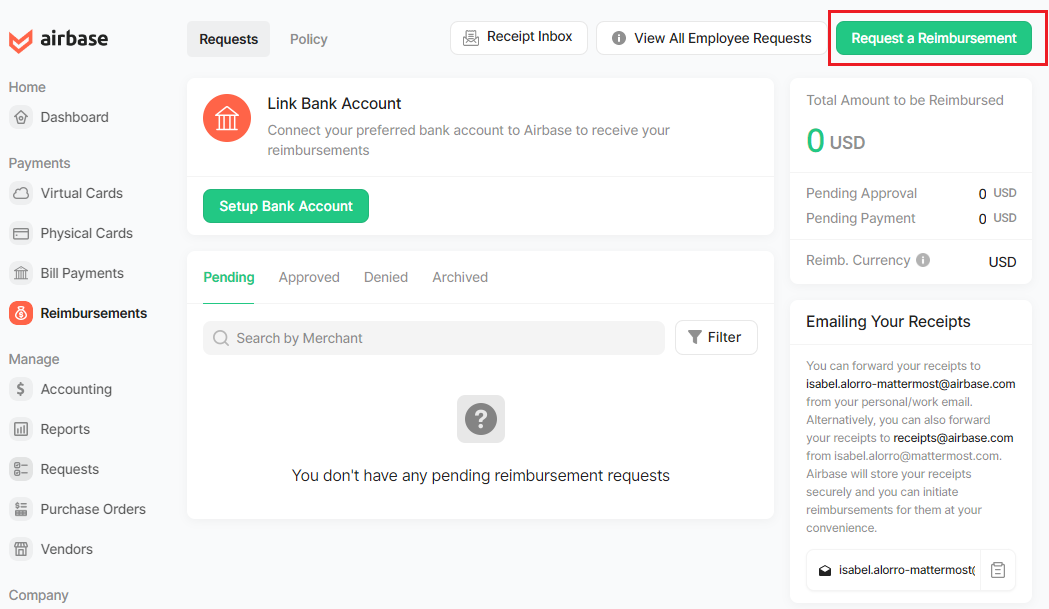 airbase
Requests
Policy
Receipt Inbox
View All Employee Requests
Request a Reimbursement
Home
Dashboard
Payments
Virtual Cards
Physical Cards
Bill Payments
Reimbursements
Manage
Accounting
Reports
Requests
Purchase Orders
Vendors
Company
Link Bank Account
Connect your preferred bank account to Airbase to receive your
reimbursements
Setup Bank Account
Pending
Approved
Denied
Archived
Search by Merchant
Filter
?
You don't have any pending reimbursement requests
Total Amount to be Reimbursed
0 USD
Pending Approval 0 USD
Pending Payment 0 USD
Reimb. Currency USD
Emailing Your Receipts
You can forward your receipts to
isabel.alorro-mattermost@airbase.com
from your personal/work email.
Alternatively, you can also forward
your receipts to receipts@airbase.com
from isabel.alorro@mattermost.com.
Airbase will store your receipts
securely and you can initiate
reimbursements for them at your
convenience.
isabel.alorro-mattermost@